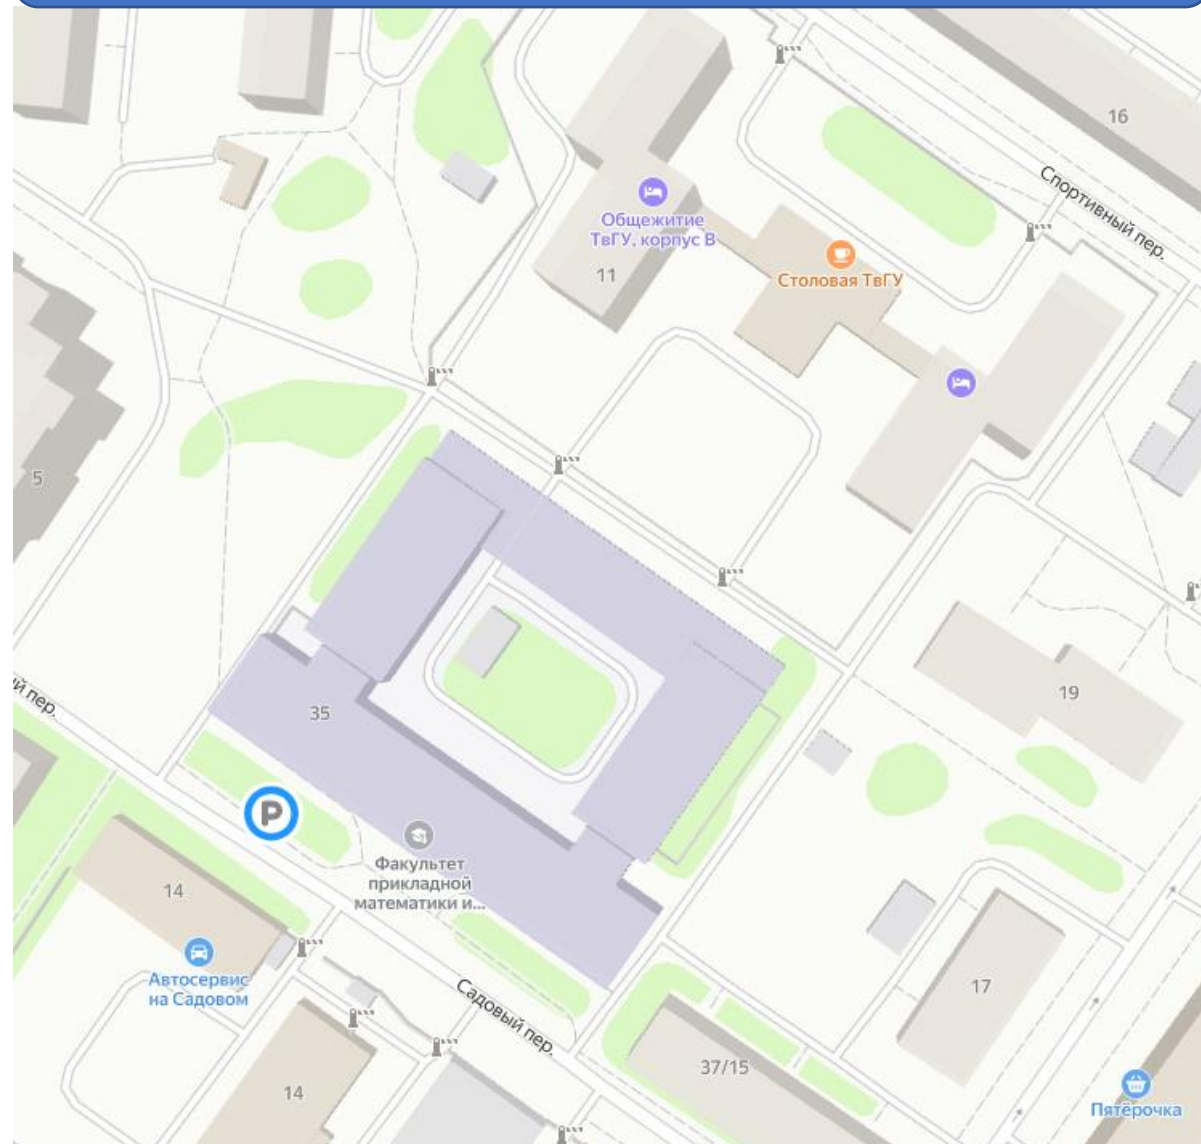 16
Спортивный пер.
Общежитие
ТвГУ, корпус В
11
Столовая ТвГУ
5
19
35
й пер.
P
Факультет
прикладной
математики и...
14
Автосервис
на Садовом
17
Садовый пер.
37/15
14
Пятёрочка